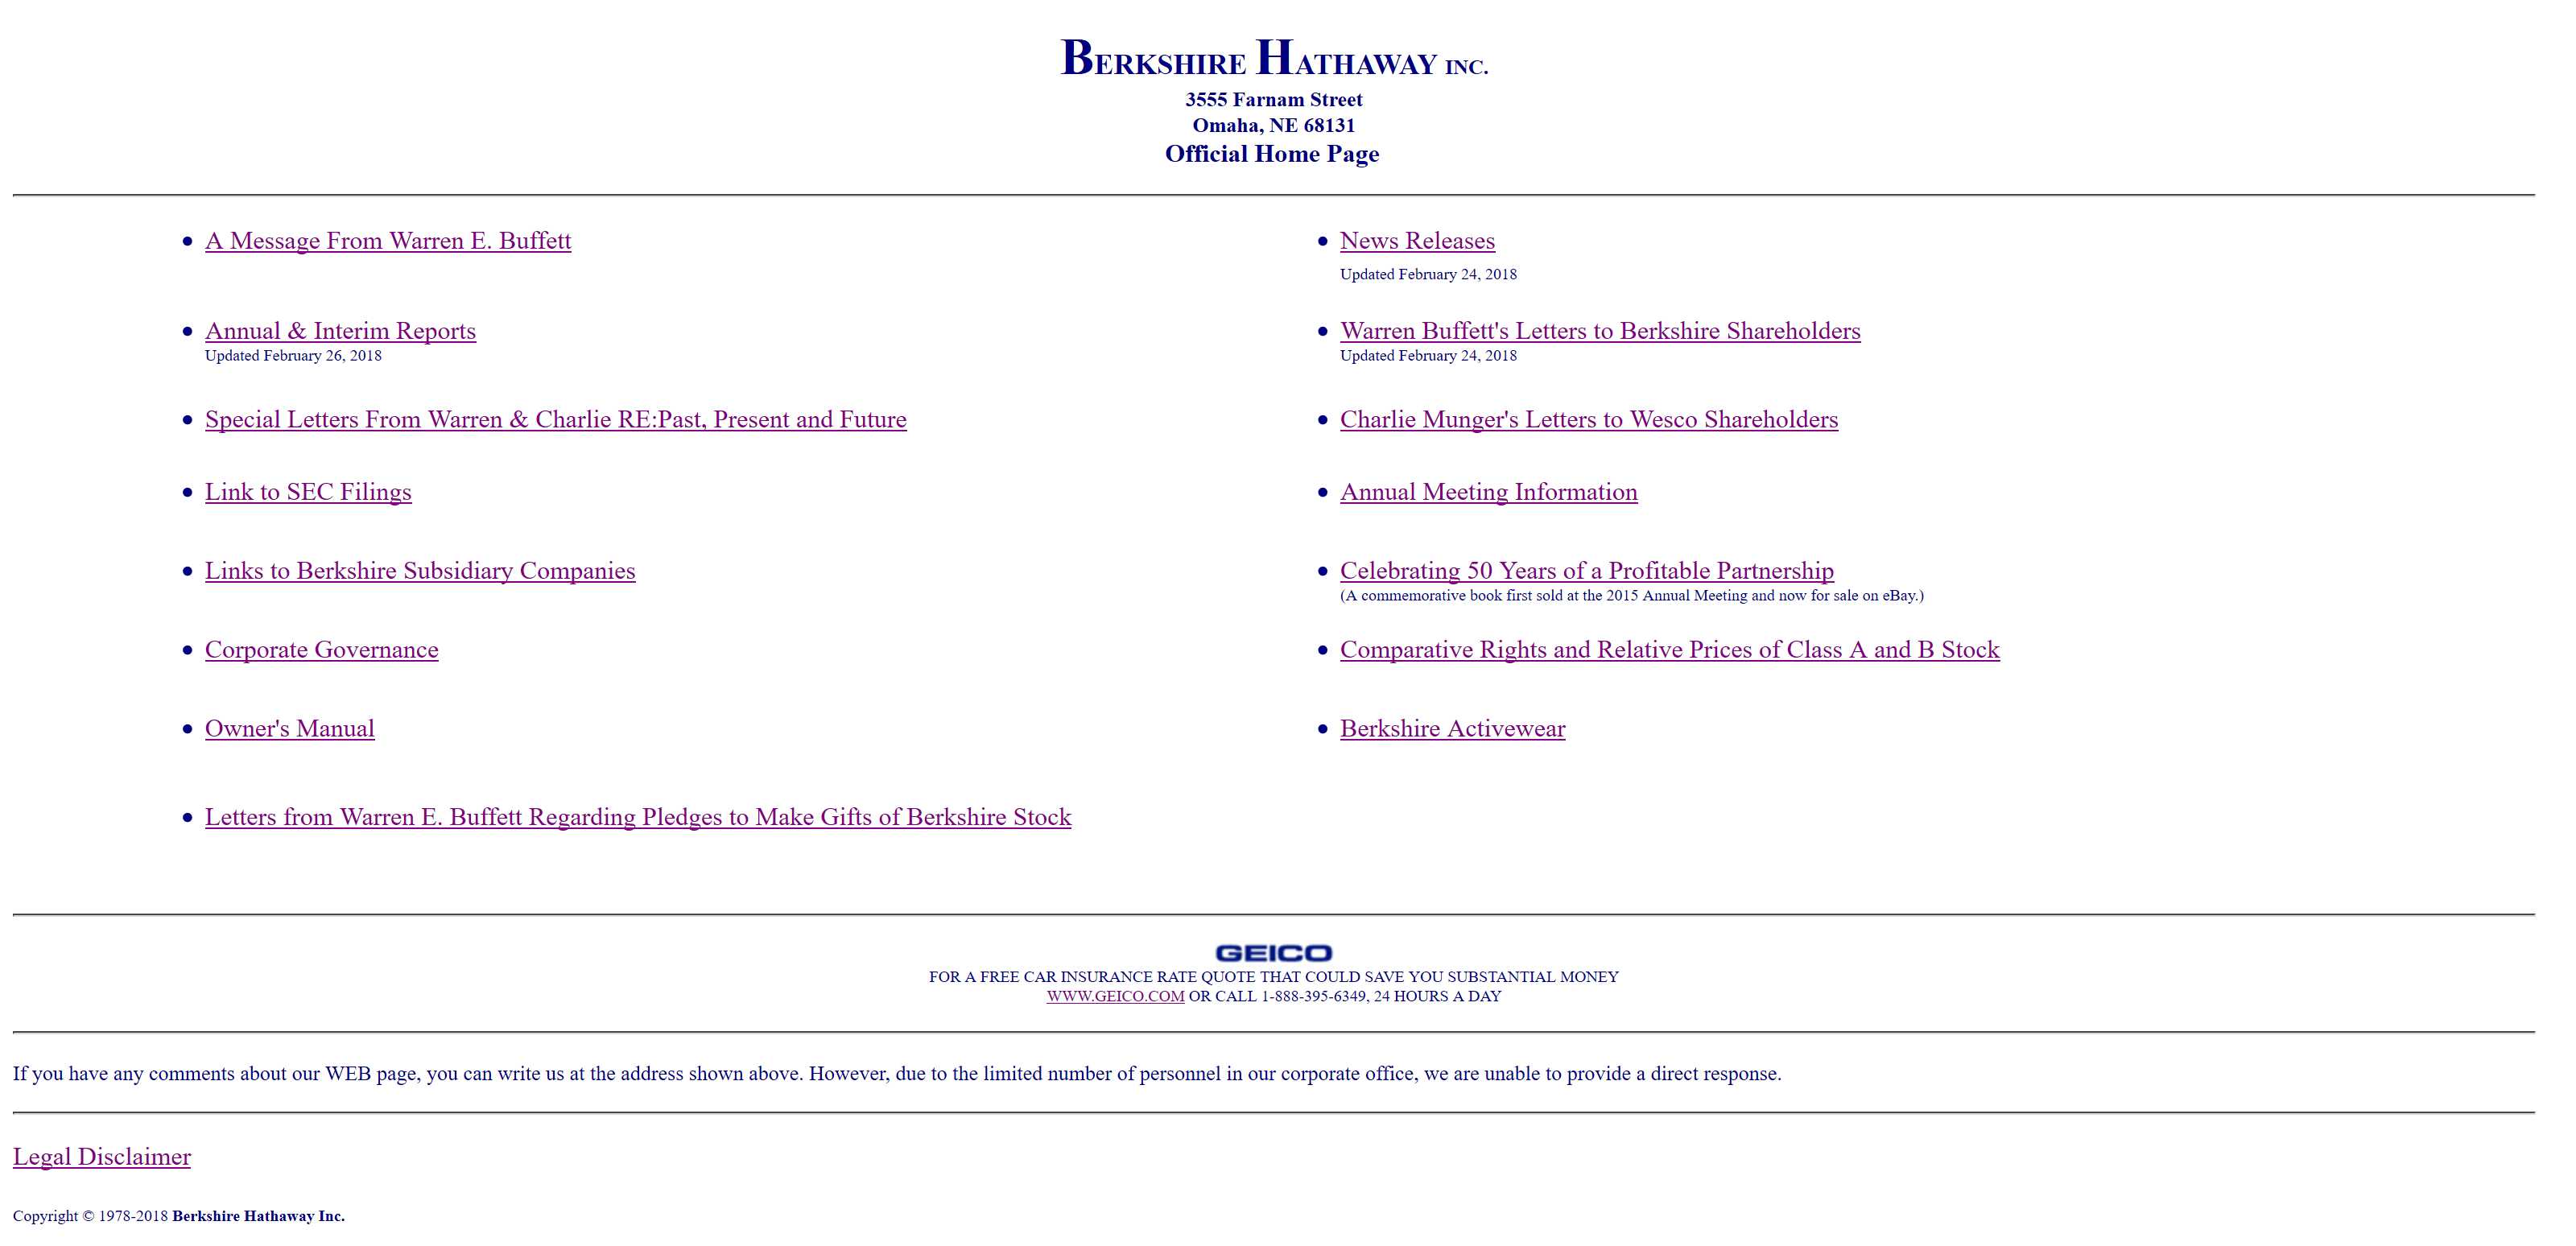 BERKSHIRE HATHAWAY INC.
3555 Farnam Street
Omaha, NE 68131
Official Home Page
A Message From Warren E. Buffett
News Releases
Updated February 24, 2018
Annual & Interim Reports
Updated February 26, 2018
Warren Buffett's Letters to Berkshire Shareholders
Updated February 24, 2018
Special Letters From Warren & Charlie RE:Past, Present and Future
Charlie Munger's Letters to Wesco Shareholders
Link to SEC Filings
Annual Meeting Information
Links to Berkshire Subsidiary Companies
Celebrating 50 Years of a Profitable Partnership
(A commemorative book first sold at the 2015 Annual Meeting and now for sale on eBay.)
Corporate Governance
Comparative Rights and Relative Prices of Class A and B Stock
Owner's Manual
Berkshire Activewear
Letters from Warren E. Buffett Regarding Pledges to Make Gifts of Berkshire Stock
GEICO
FOR A FREE CAR INSURANCE RATE QUOTE THAT COULD SAVE YOU SUBSTANTIAL MONEY
WWW.GEICO.COM OR CALL 1-888-395-6349, 24 HOURS A DAY
If you have any comments about our WEB page, you can write us at the address shown above. However, due to the limited number of personnel in our corporate office, we are unable to provide a direct response.
Legal Disclaimer
Copyright © 1978-2018 Berkshire Hathaway Inc.